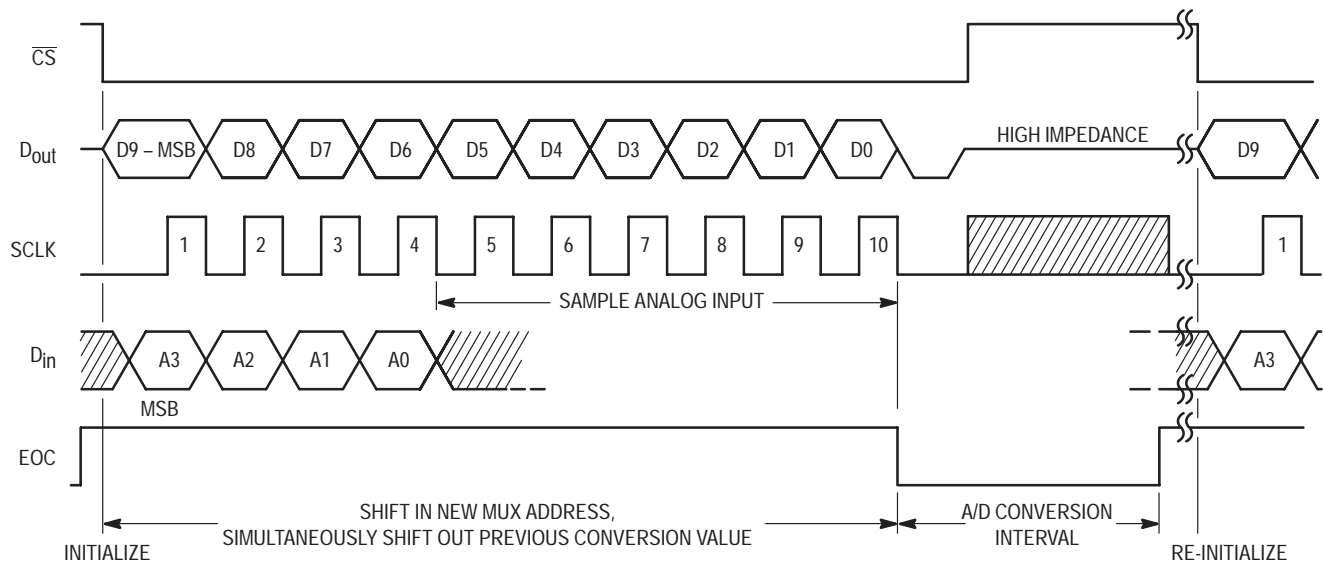 CS
Dout D9 – MSB D8 D7 D6 D5 D4 D3 D2 D1 D0 HIGH IMPEDANCE D9
SCLK 1 2 3 4 5 6 7 8 9 10 1
SAMPLE ANALOG INPUT
Din A3 A2 A1 A0 A3
MSB
EOC
SHIFT IN NEW MUX ADDRESS,
SIMULTANEOUSLY SHIFT OUT PREVIOUS CONVERSION VALUE
A/D CONVERSION
INTERVAL
INITIALIZE
RE-INITIALIZE